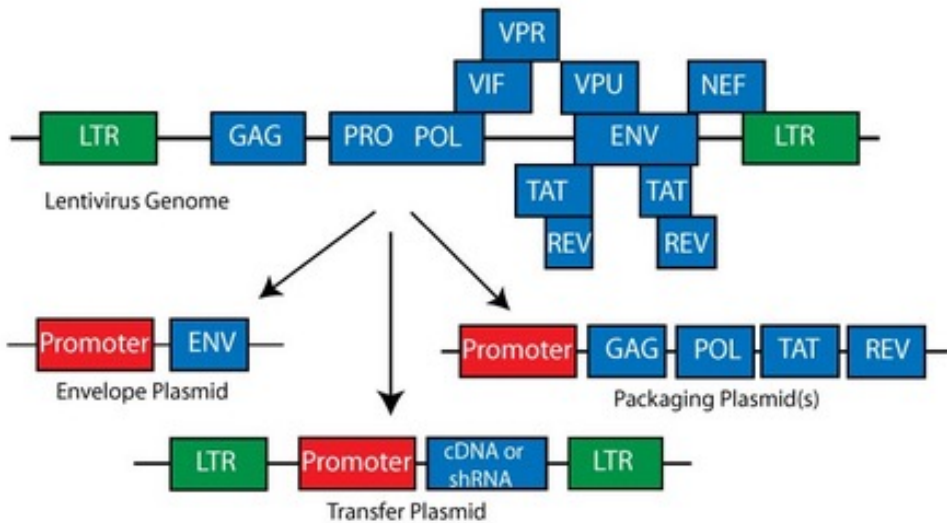 VPR
VIF VPU NEF
LTR GAG PRO POL ENV LTR
TAT TAT
REV REV
Lentivirus Genome
Promoter ENV
Envelope Plasmid
Promoter GAG POL TAT REV
Packaging Plasmid(s)
LTR Promoter cDNA or
shRNA LTR
Transfer Plasmid